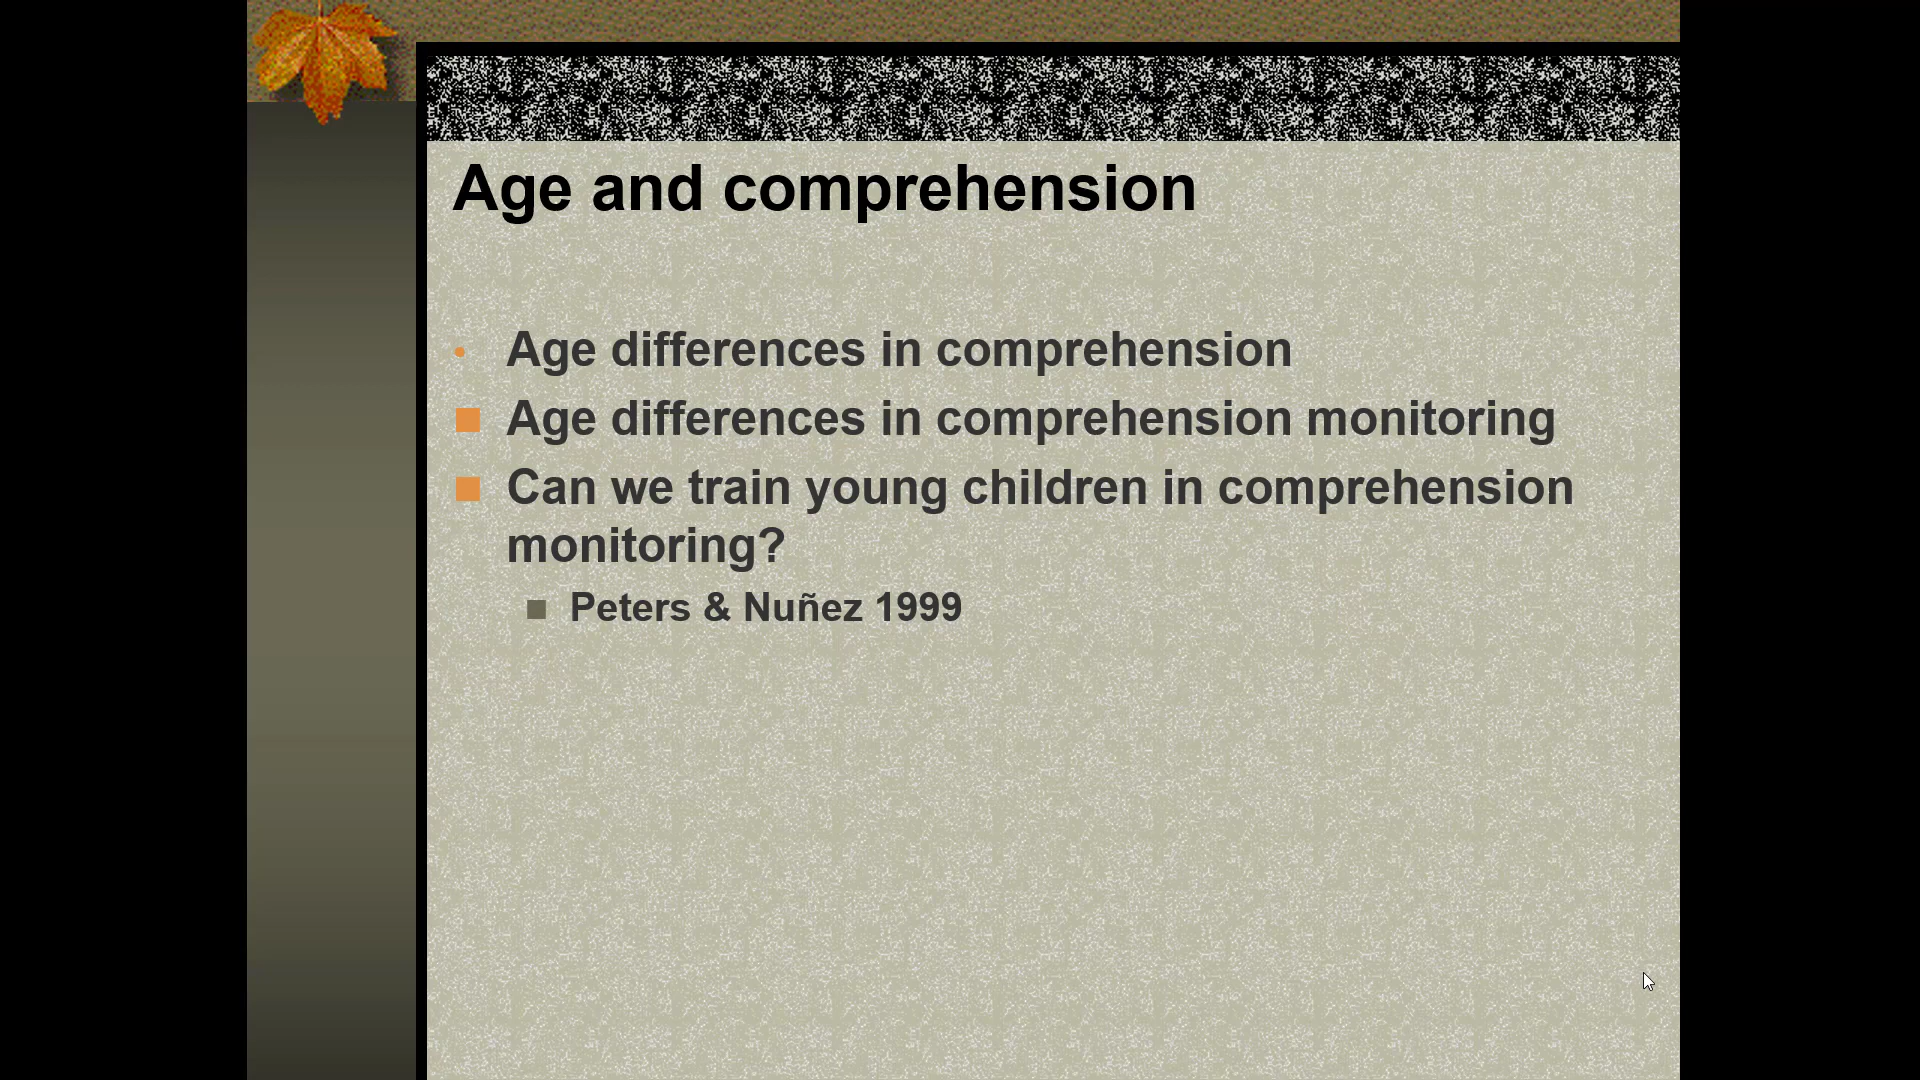 Age and comprehension
Age differences in comprehension
Age differences in comprehension monitoring
Can we train young children in comprehension
monitoring?
Peters & Nuñez 1999